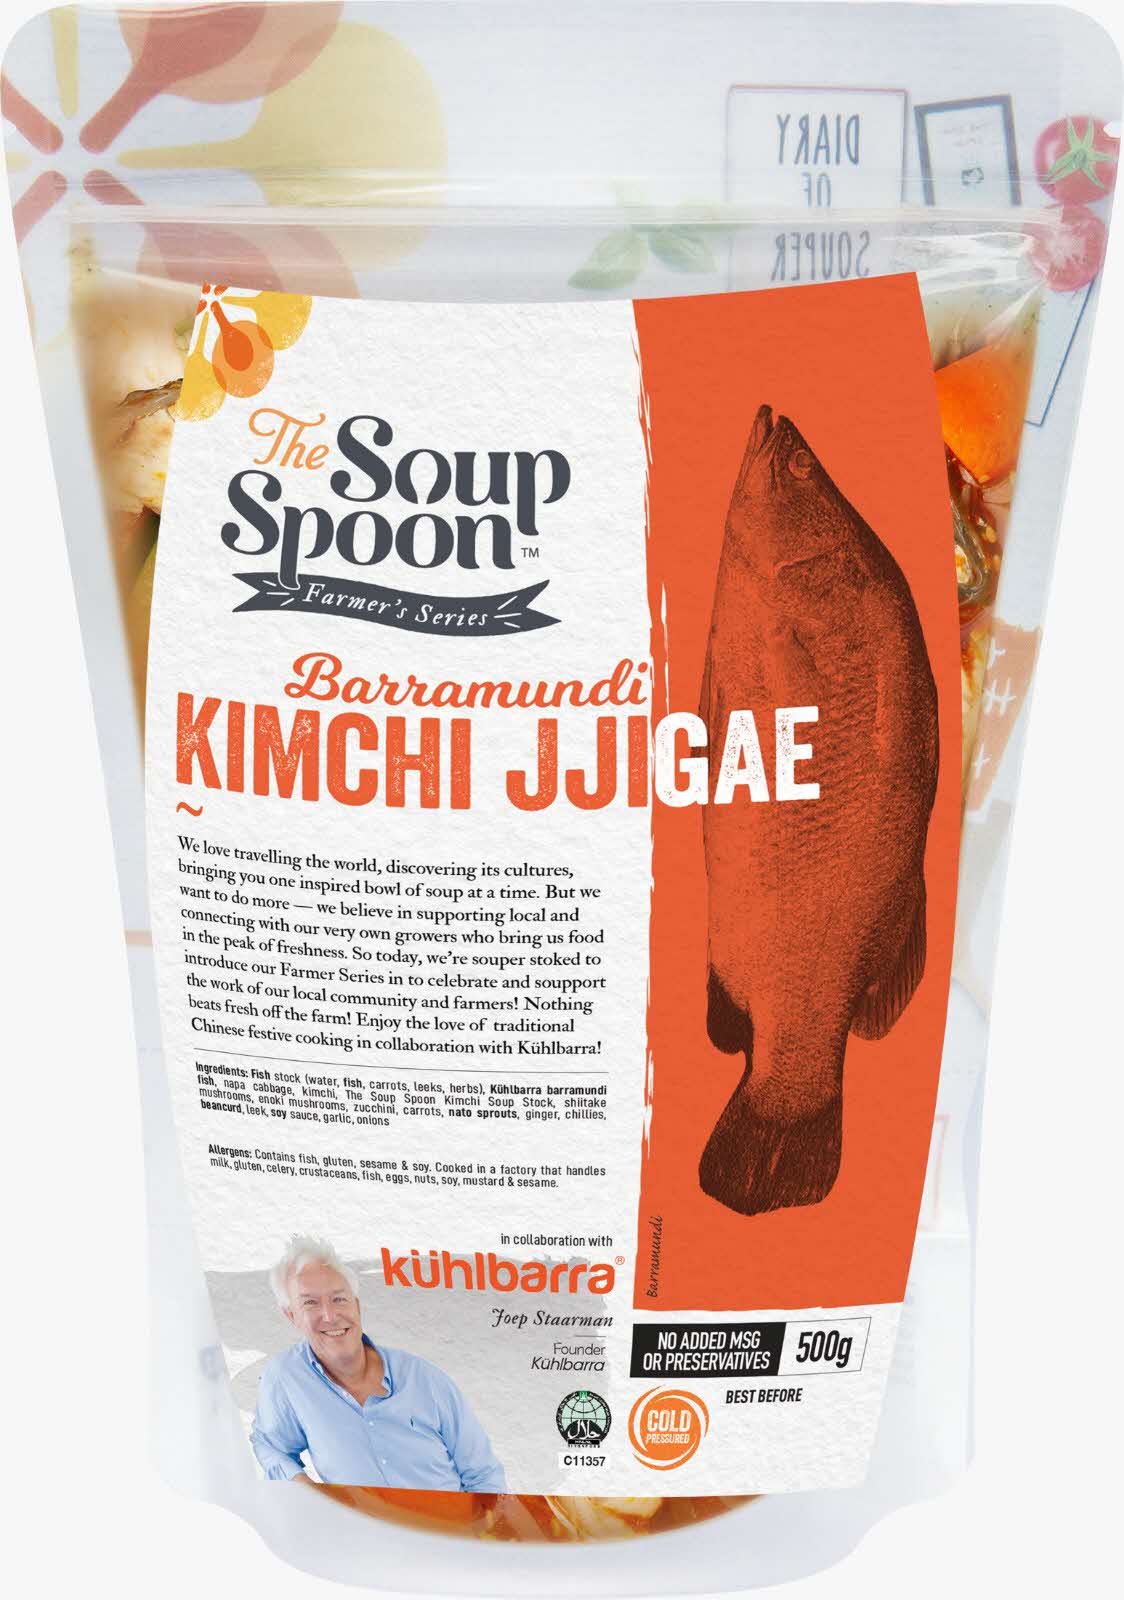 DIARY
OF
SOUPER
The Soup
Spoon™
Farmer's Series
Barramundi
KIMCHI JJIGAE
~
We love travelling the world, discovering its cultures,
bringing you one inspired bowl of soup at a time. But we
want to do more — we believe in supporting local and
connecting with our very own growers who bring us food
in the peak of freshness. So today, we're souper stoked to
introduce our Farmer Series in to celebrate and soupport
the work of our local community and farmers! Nothing
beats fresh off the farm! Enjoy the love of traditional
Chinese festive cooking in collaboration with Kühlbarra!
Ingredients: Fish stock (water, fish, carrots, leeks, herbs), Kühlbarra barramundi
fish, napa cabbage, kimchi, The Soup Spoon Kimchi Soup Stock, shiitake
mushrooms, enoki mushrooms, zucchini, carrots, nato sprouts, ginger, chillies,
beancurd, leek, soy sauce, garlic, onions
Allergens: Contains fish, gluten, sesame & soy. Cooked in a factory that handles
milk, gluten, celery, crustaceans, fish, eggs, nuts, soy, mustard & sesame.
in collaboration with
kühlbarra®
Joep Staarman
Founder
Kühlbarra
Barramundi
NO ADDED MSG
OR PRESERVATIVES
500g
BEST BEFORE
COLD
PRESSURED
SINGAPORE
C11357